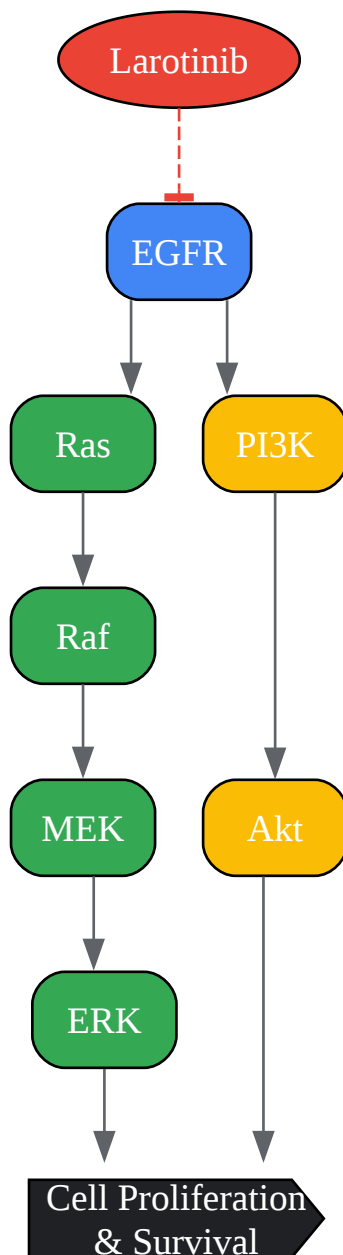 Larotinib
EGFR
Ras
PI3K
Raf
MEK
Akt
ERK
Cell Proliferation
& Survival